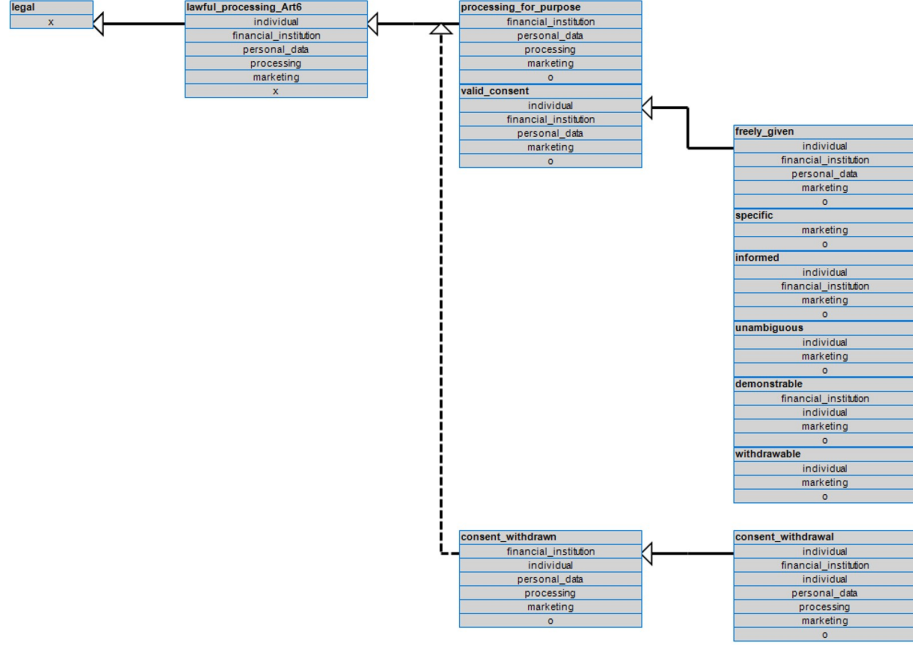 legal
x
lawful_processing_Art6
individual
financial_institution
personal_data
processing
marketing
x
processing_for_purpose
financial_institution
personal_data
processing
marketing
o
valid_consent
individual
financial_institution
personal_data
marketing
o
freely_given
individual
financial_institution
personal_data
marketing
o
specific
marketing
o
informed
individual
financial_institution
marketing
o
unambiguous
individual
marketing
o
demonstrable
financial_institution
individual
marketing
o
withdrawable
individual
marketing
o
consent_withdrawn
financial_institution
individual
personal_data
processing
marketing
o
consent_withdrawal
individual
financial_institution
individual
personal_data
processing
marketing
o